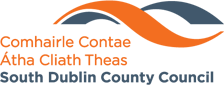 Comhairle Contae
Átha Cliath Theas
South Dublin County Council